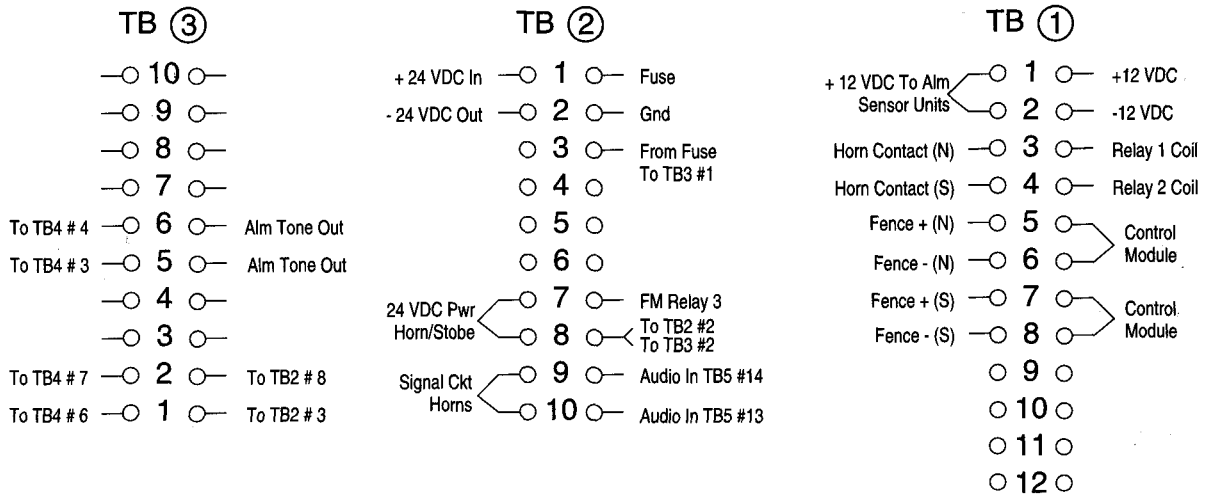 TB 3
10
9
8
7
To TB4 # 4 6 Alm Tone Out
To TB4 # 3 5 Alm Tone Out
4
3
To TB4 # 7 2 To TB2 # 8
To TB4 # 6 1 To TB2 # 3
TB 2
+ 24 VDC In 1 Fuse
- 24 VDC Out 2 Gnd
3 From Fuse
To TB3 #1
4
5
6
24 VDC Pwr
Horn/Stobe
7 FM Relay 3
8 To TB2 #2
To TB3 #2
Signal Ckt
Horns
9 Audio In TB5 #14
10 Audio In TB5 #13
TB 1
+ 12 VDC To Alm
Sensor Units
1 +12 VDC
2 -12 VDC
Horn Contact (N) 3 Relay 1 Coil
Horn Contact (S) 4 Relay 2 Coil
Fence + (N) 5
Fence - (N) 6
Control
Module
Fence + (S) 7
Fence - (S) 8
Control
Module
9
10
11
12